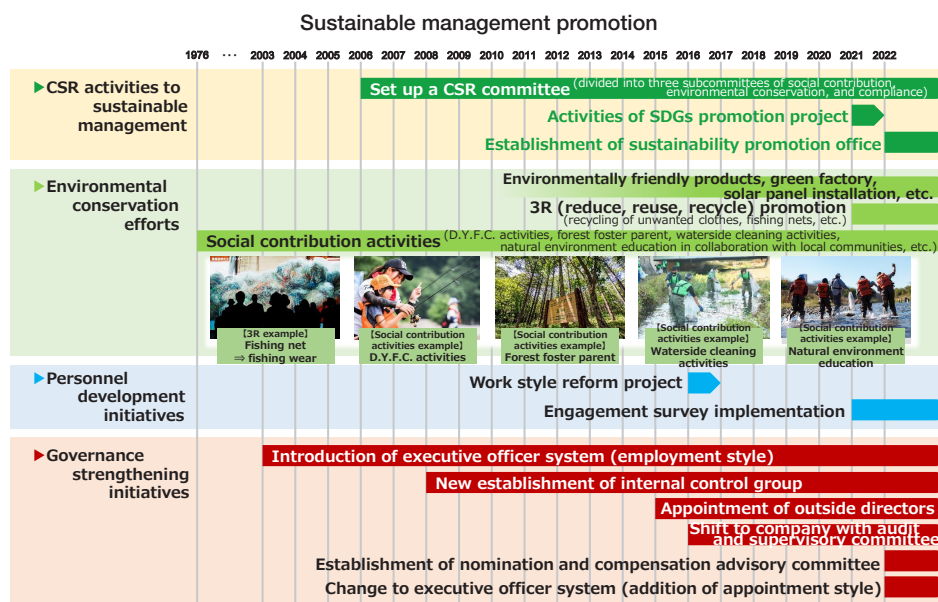 Sustainable management promotion
1976 ... 2003 2004 2005 2006 2007 2008 2009 2010 2011 2012 2013 2014 2015 2016 2017 2018 2019 2020 2021 2022
▶CSR activities to
sustainable
management
Set up a CSR committee (divided into three subcommittees of social contribution,
environmental conservation, and compliance)
Activities of SDGs promotion project
Establishment of sustainability promotion office
▶Environmental
conservation
efforts
Environmentally friendly products, green factory,
solar panel installation, etc.
3R (reduce, reuse, recycle) promotion
(recycling of unwanted clothes, fishing nets, etc.)
Social contribution activities (D.Y.F.C. activities, forest foster parent, waterside cleaning activities,
natural environment education in collaboration with local communities, etc.)
【3R example】
Fishing net
⇒ fishing wear
【Social contribution
activities example】
D.Y.F.C. activities
【Social contribution
activities example】
Forest foster parent
【Social contribution
activities example】
Waterside cleaning
activities
【Social contribution
activities example】
Natural environment
education
▶Personnel
development
initiatives
Work style reform project
Engagement survey implementation
▶Governance
strengthening
initiatives
Introduction of executive officer system (employment style)
New establishment of internal control group
Appointment of outside directors
Shift to company with audit
and supervisory committee
Establishment of nomination and compensation advisory committee
Change to executive officer system (addition of appointment style)